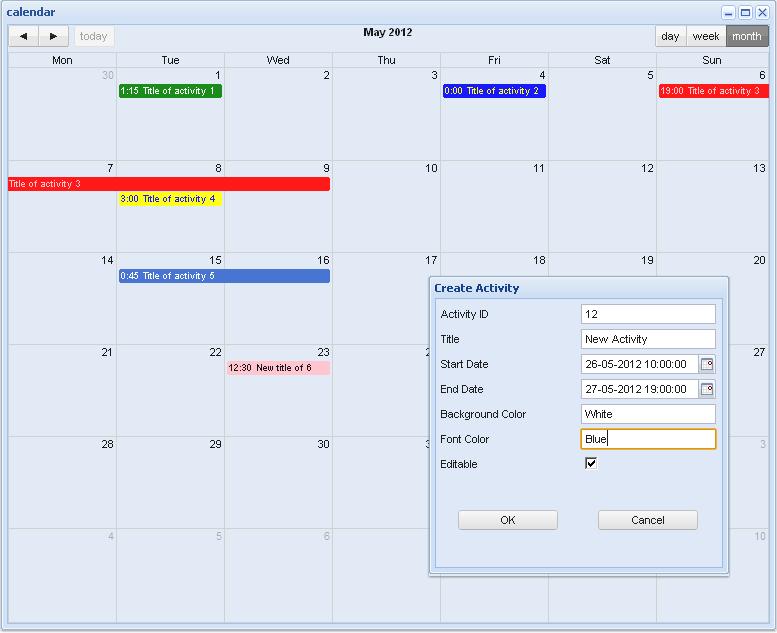 calendar
today
May 2012
day week month
Mon Tue Wed Thu Fri Sat Sun
30 1 2 3 4 5 6
1:15 Title of activity 1 0:00 Title of activity 2 19:00 Title of activity 3
7 8 9 10 11 12 13
Title of activity 3
3:00 Title of activity 4
14 15 16 17 18 19 20
0:45 Title of activity 5
21 22 23 27
12:30 New title of 6
28 29 30 3
4 5 6 10
Create Activity
Activity ID 12
Title New Activity
Start Date 26-05-2012 10:00:00
End Date 27-05-2012 19:00:00
Background Color White
Font Color Blue
Editable
OK Cancel